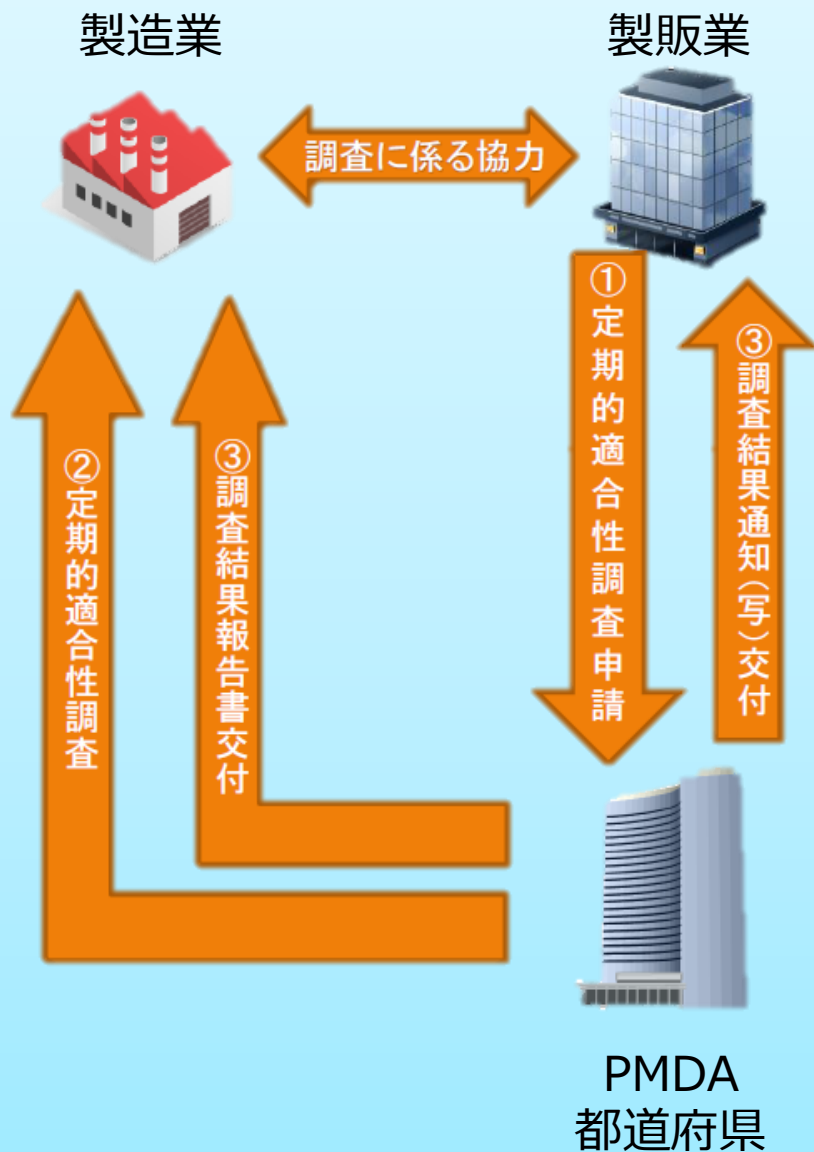 製造業
製販業
調査に係る協力
①定期的適合性調査申請
③調査結果通知(写)交付
②定期的適合性調査
③調査結果報告書交付
PMDA
都道府県